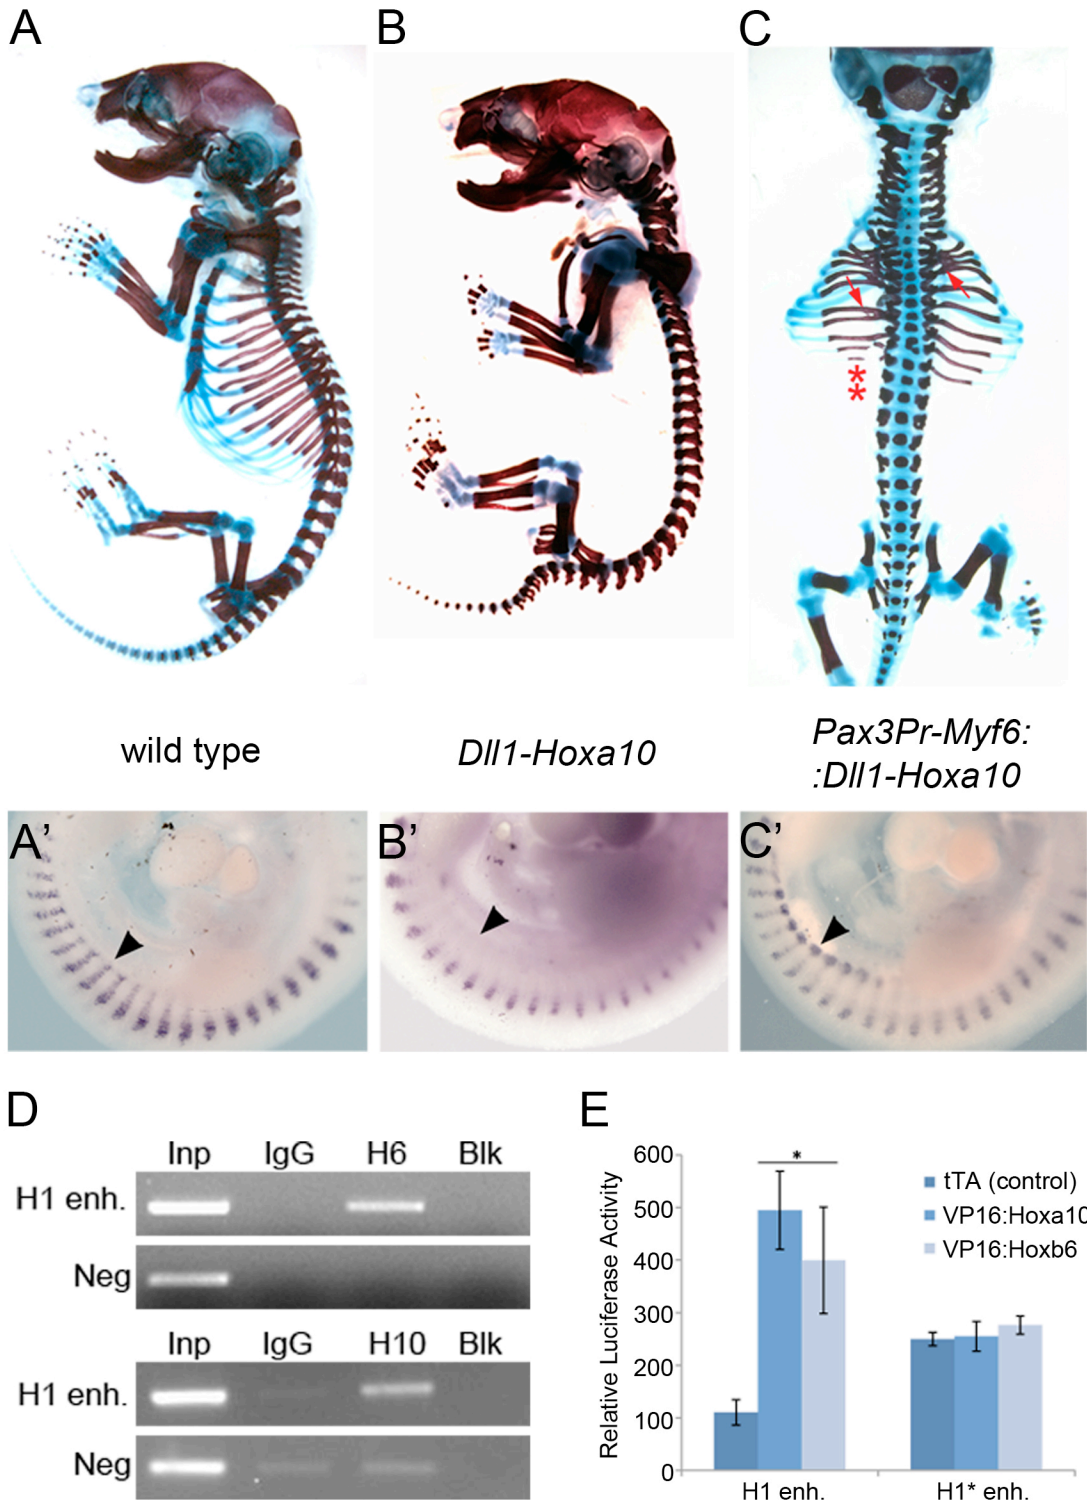 A
B
C
**
wild type
Dll1-Hoxa10
Pax3Pr-Myf6:
:Dll1-Hoxa10
A’
B’
C’
D
Inp IgG H6 Blk
H1 enh.
Neg
Inp IgG H10 Blk
H1 enh.
Neg
E
Relative Luciferase Activity
600
500
400
300
200
100
0
*
tTA (control)
VP16:Hoxa10
VP16:Hoxb6
H1 enh.
H1* enh.